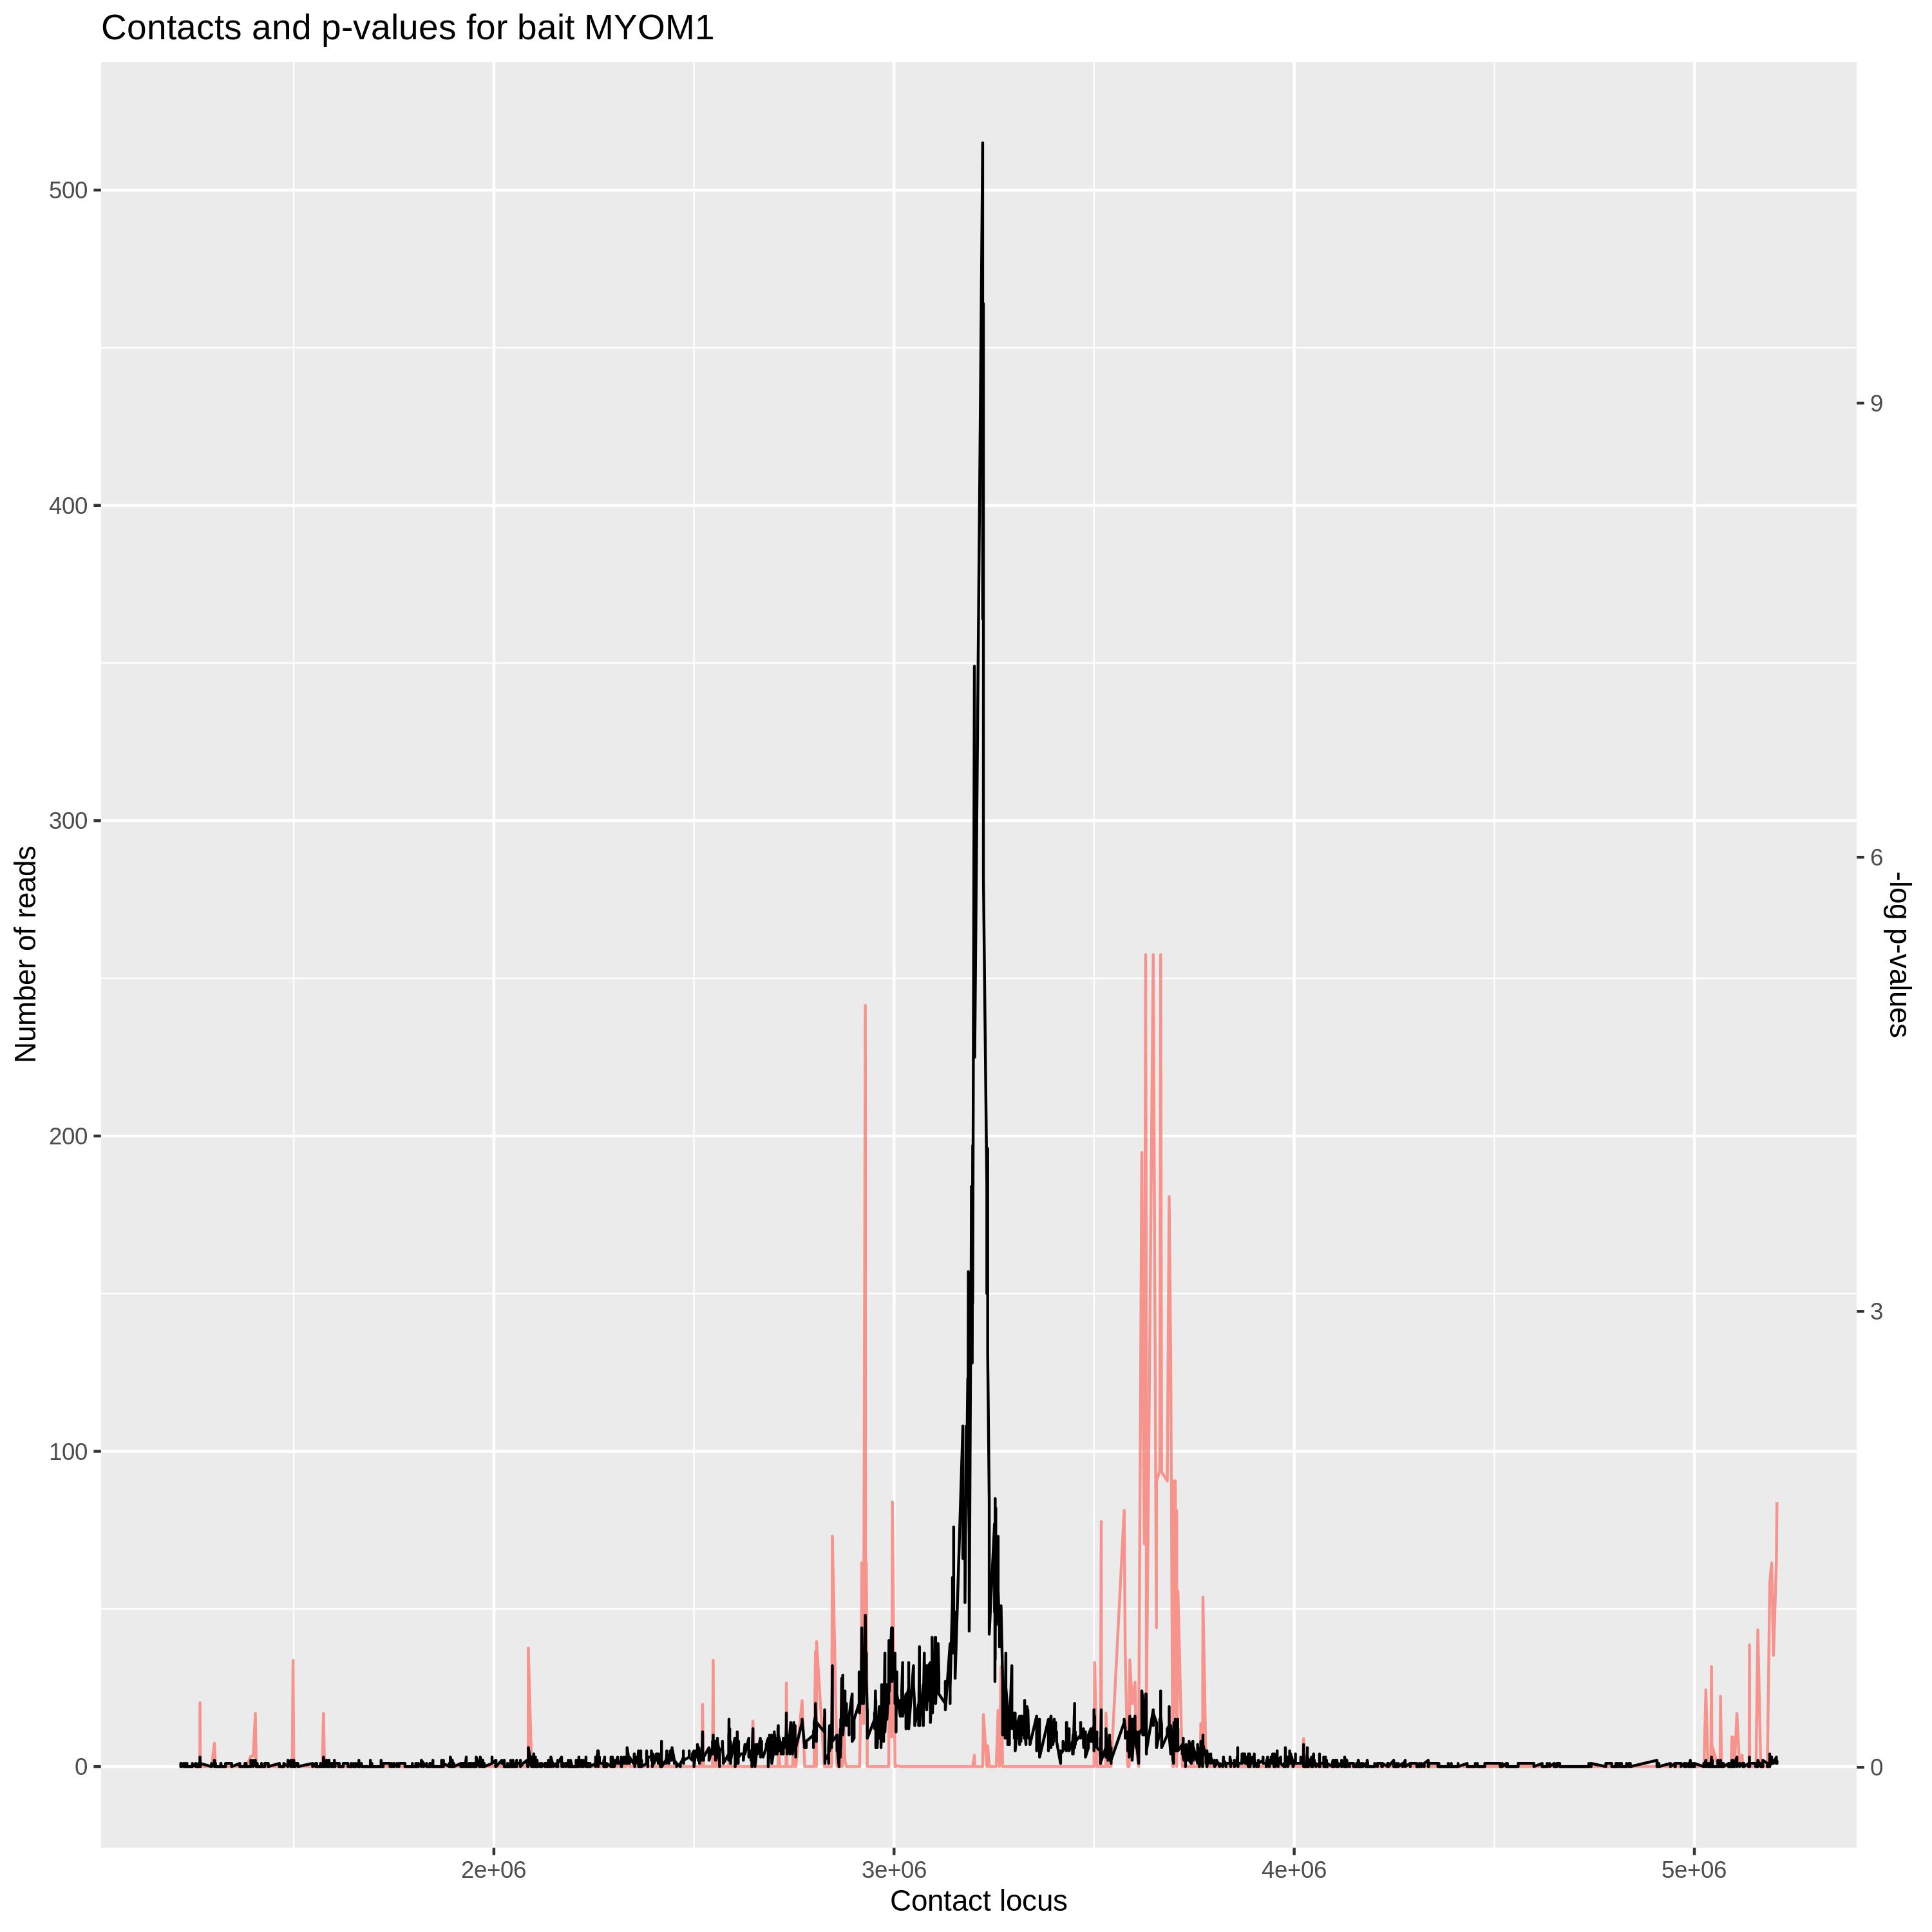 Contacts and p-values for bait MYOM1
500
400
300
200
100
0
Number of reads
9
6
3
0
-log p-values
2e+06
3e+06
4e+06
5e+06
Contact locus